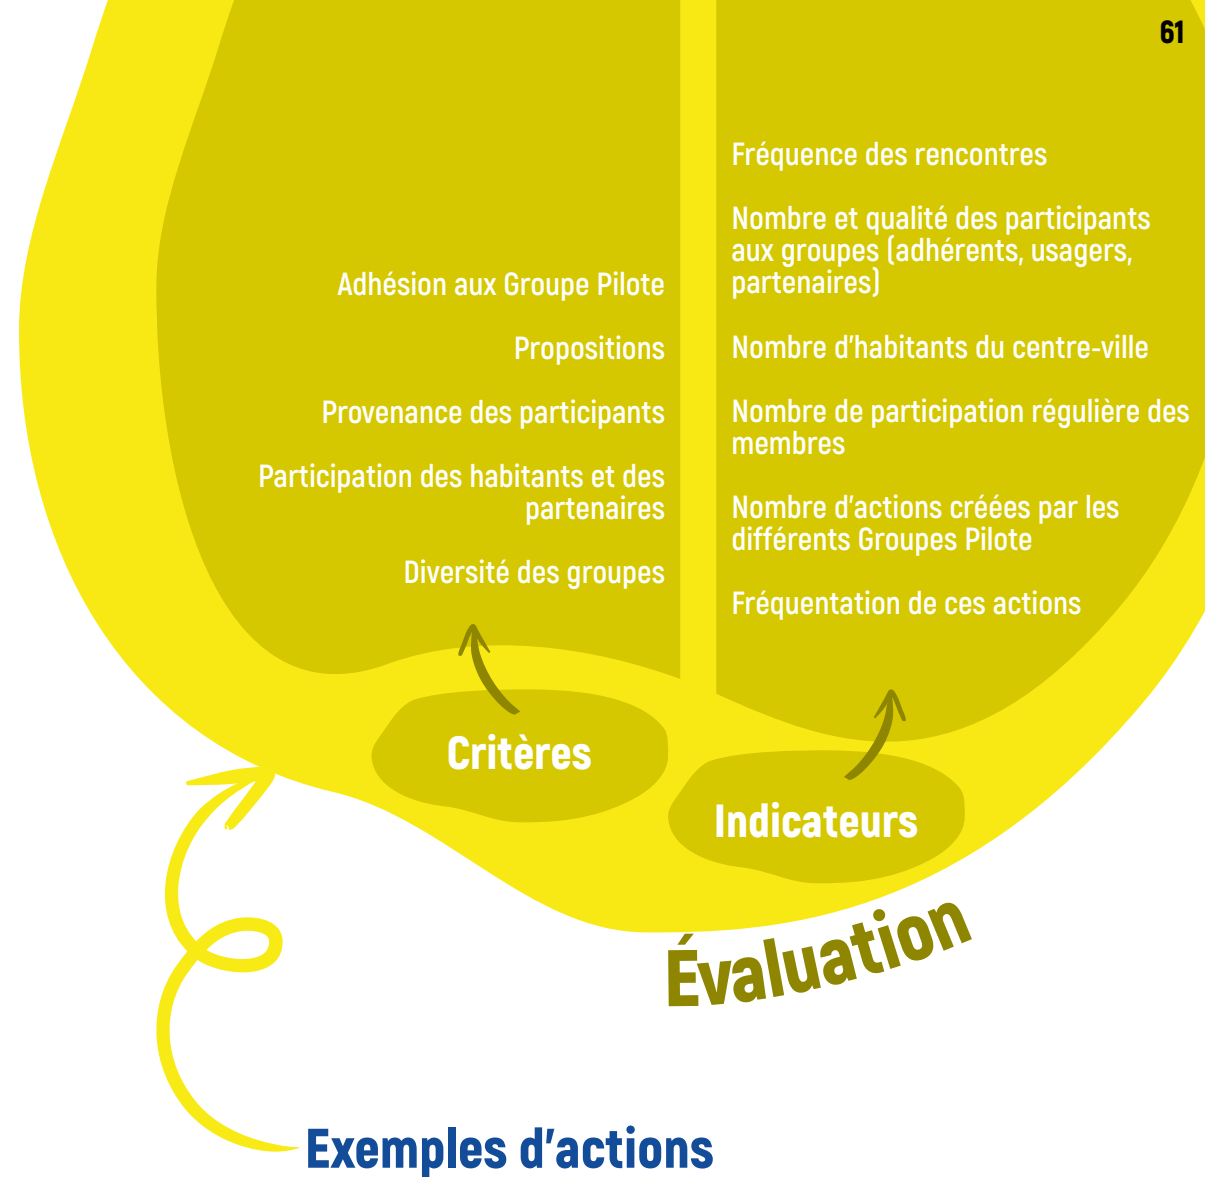 61
Adhésion aux Groupe Pilote
Propositions
Provenance des participants
Participation des habitants et des
partenaires
Diversité des groupes
Critères
Fréquence des rencontres
Nombre et qualité des participants
aux groupes (adhérents, usagers,
partenaires)
Nombre d'habitants du centre-ville
Nombre de participation régulière des
membres
Nombre d'actions créées par les
différents Groupes Pilote
Fréquentation de ces actions
Indicateurs
Évaluation
Exemples d'actions